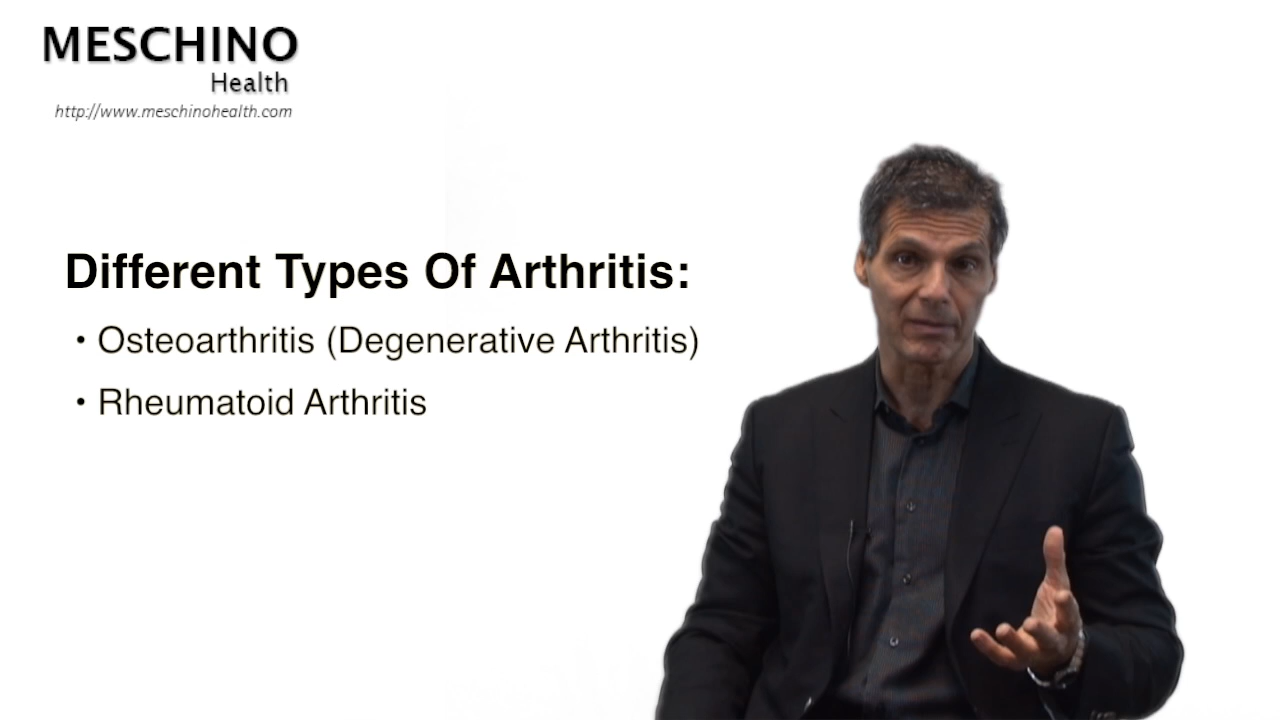 MESCHINO
Health
http://www.meschinohealth.com
Different Types Of Arthritis:
• Osteoarthritis (Degenerative Arthritis)
• Rheumatoid Arthritis